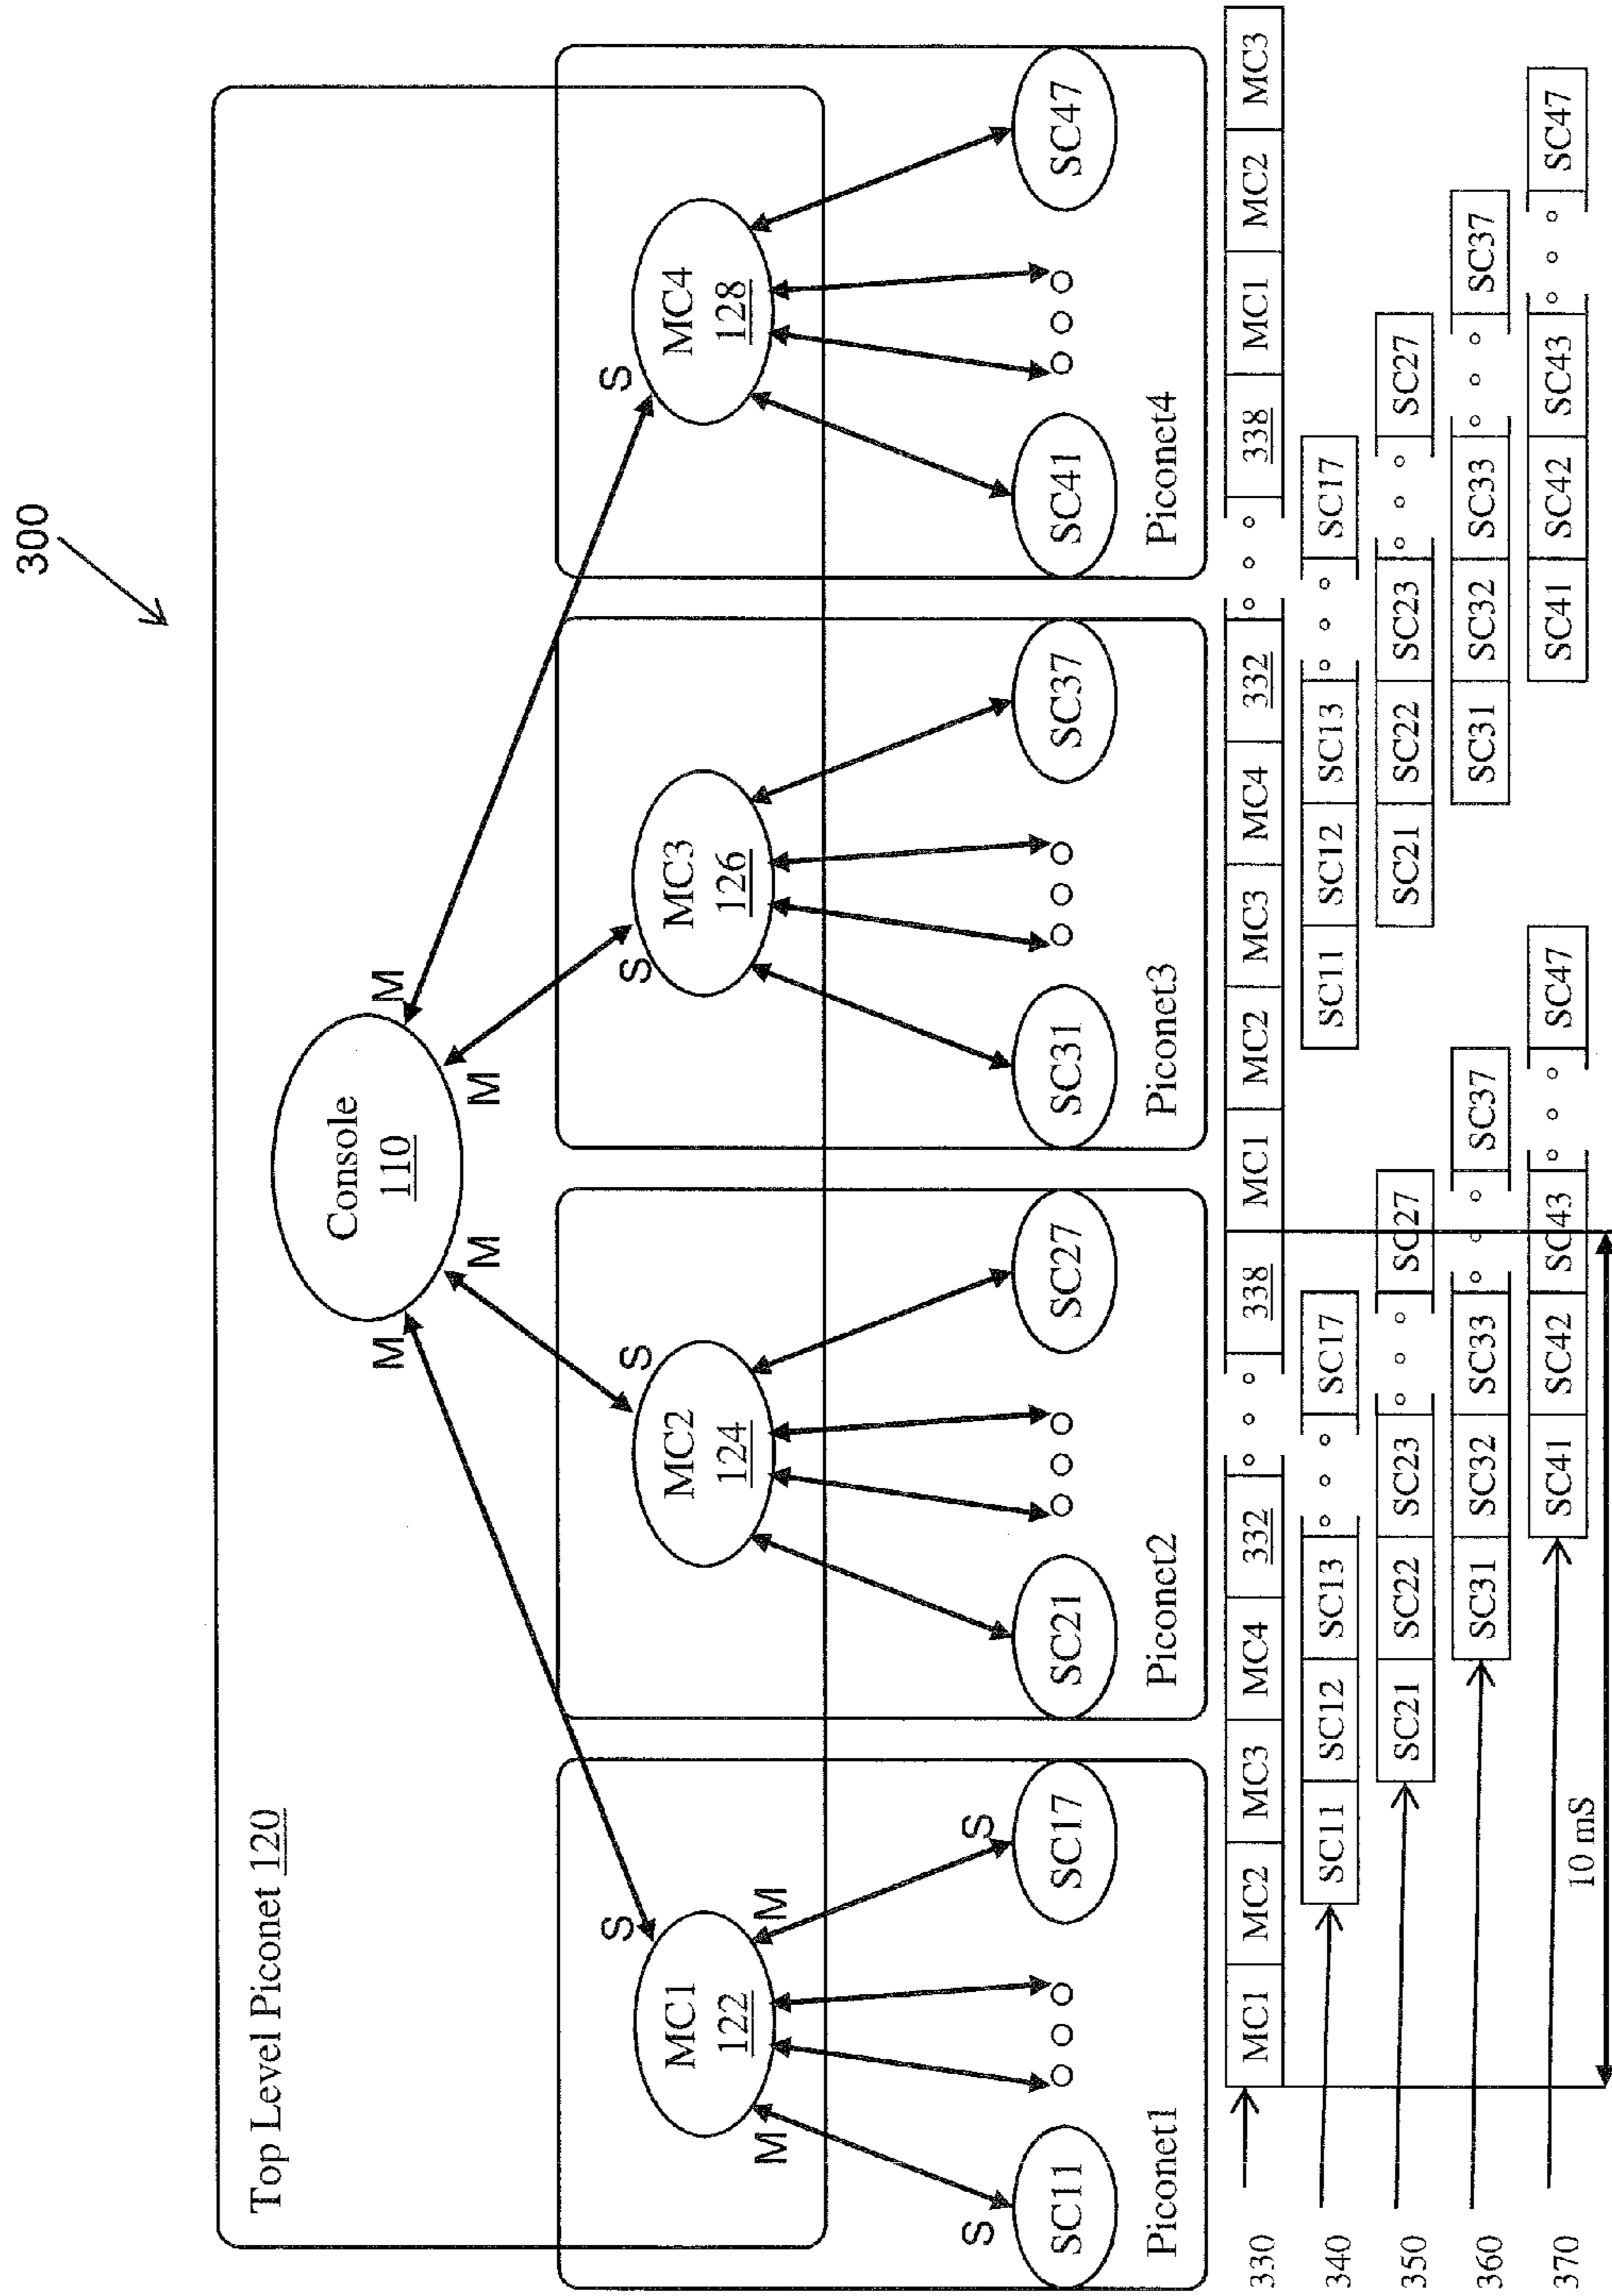 300
Top Level Piconet 120
Console
110
M
M
M
M
S
S
S
S
MC1
122
MC2
124
MC3
126
MC4
128
M
M
S
S
SC11
SC17
SC21
SC27
SC31
SC37
SC41
SC47
Piconet1
Piconet2
Piconet3
Piconet4
330 MC1 MC2 MC3 MC4 332 338 MC1 MC2 MC3 MC4 332 338 MC1 MC2 MC3
340 SC11 SC12 SC13 SC17 SC11 SC12 SC13 SC17
350 SC21 SC22 SC23 SC27 SC21 SC22 SC23 SC27
360 SC31 SC32 SC33 SC37 SC31 SC32 SC33 SC37
370 SC41 SC42 SC43 SC47 SC41 SC42 SC43 SC47
10 mS